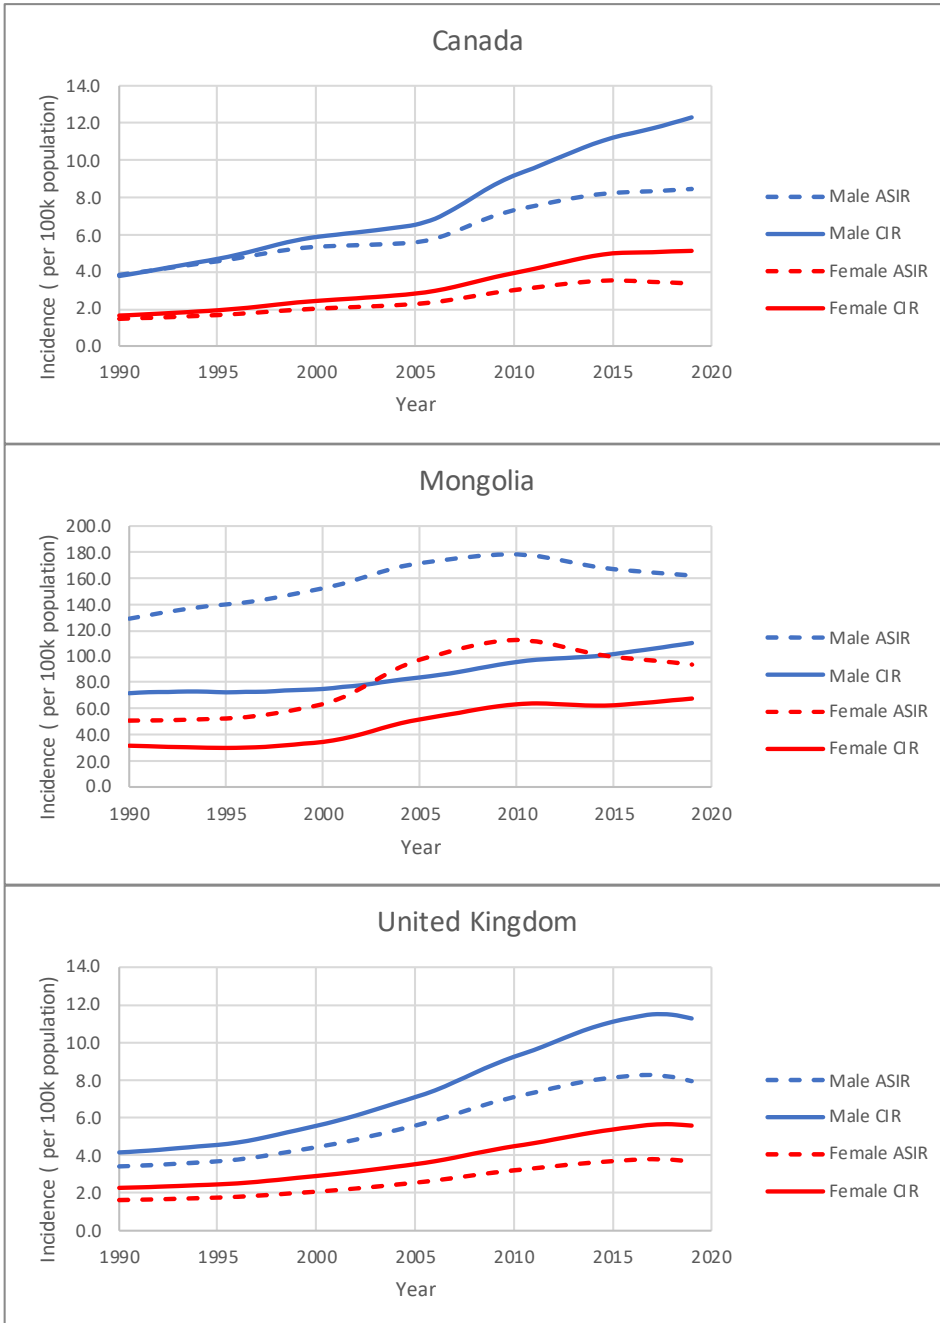 Canada
Incidence ( per 100k population)
14.0
12.0
10.0
8.0
6.0
4.0
2.0
0.0
1990 1995 2000 2005 2010 2015 2020
Year
Male ASIR
Male CIR
Female ASIR
Female CIR
Mongolia
Incidence ( per 100k population)
200.0
180.0
160.0
140.0
120.0
100.0
80.0
60.0
40.0
20.0
0.0
1990 1995 2000 2005 2010 2015 2020
Year
Male ASIR
Male CIR
Female ASIR
Female CIR
United Kingdom
Incidence ( per 100k population)
14.0
12.0
10.0
8.0
6.0
4.0
2.0
0.0
1990 1995 2000 2005 2010 2015 2020
Year
Male ASIR
Male CIR
Female ASIR
Female CIR